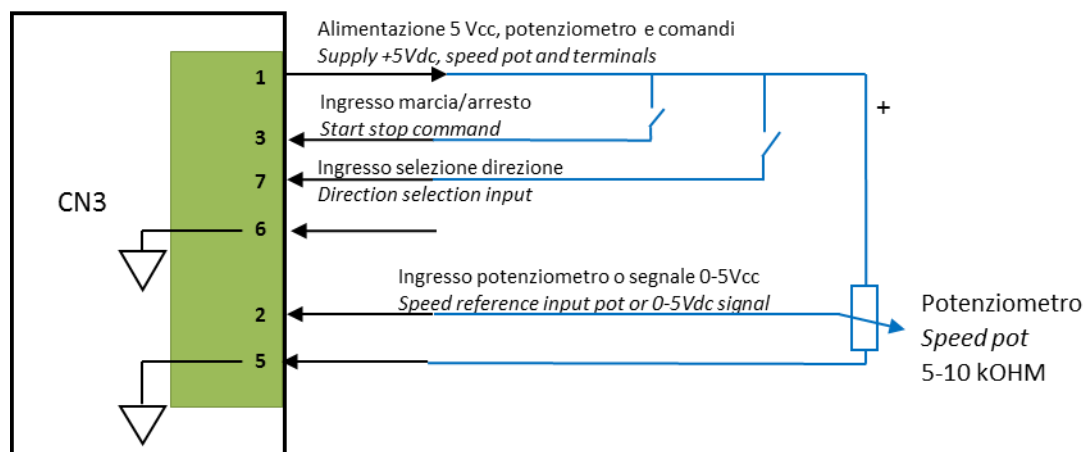 Alimentazione 5 Vcc, potenziometro e comandi
Supply +5Vdc, speed pot and terminals
1
+
Ingresso marcia/arresto
Start stop command
3
Ingresso selezione direzione
7
Direction selection input
CN3
6
Ingresso potenziometro o segnale 0-5Vcc
Speed reference input pot or 0-5Vdc signal
2
Potenziometro
Speed pot
5-10 kOHM
5